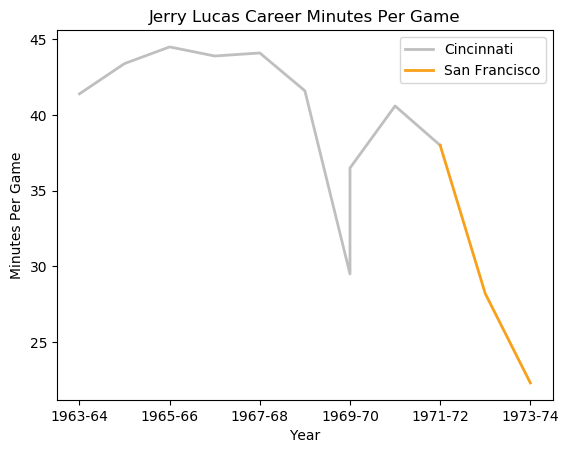 Jerry Lucas Career Minutes Per Game
Cincinnati
San Francisco
Minutes Per Game
45
40
35
30
25
1963-64 1965-66 1967-68 1969-70 1971-72 1973-74
Year